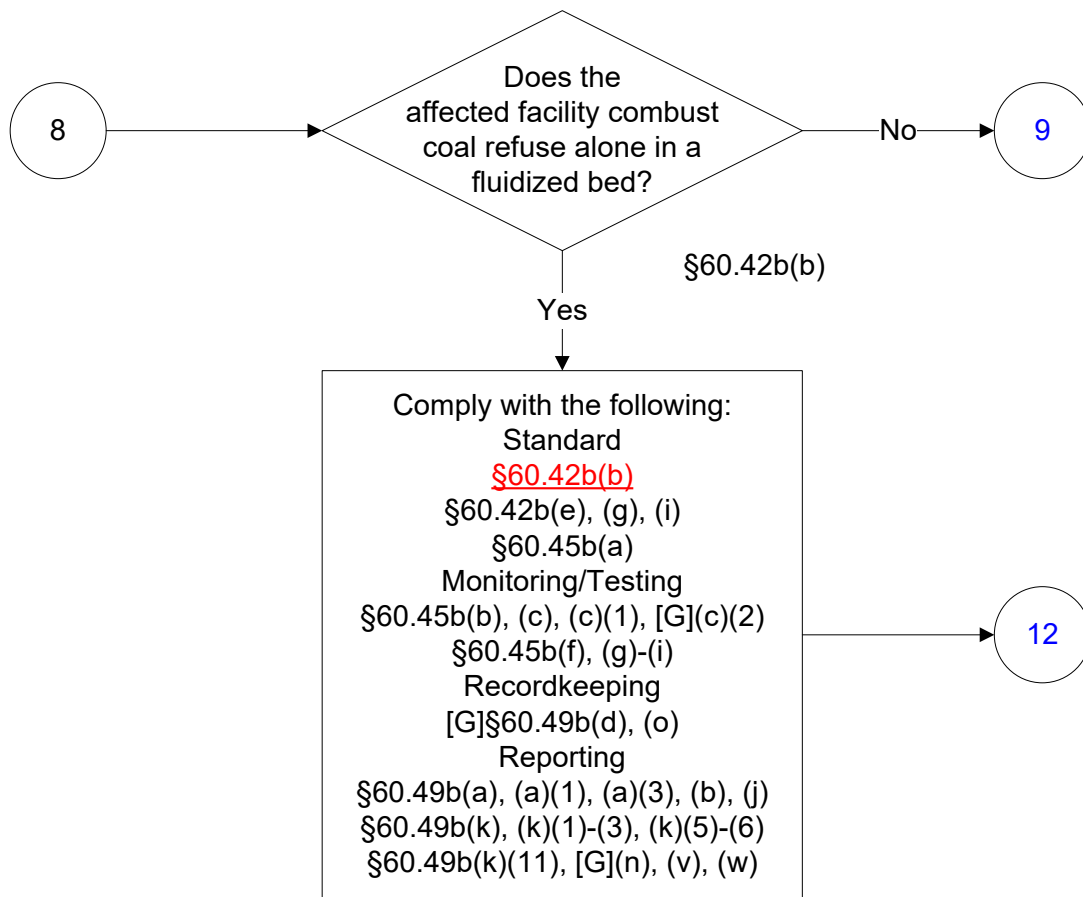 8
Does the
affected facility combust
coal refuse alone in a
fluidized bed?
No
9
§60.42b(b)
Yes
Comply with the following:
Standard
§60.42b(b)
§60.42b(e), (g), (i)
§60.45b(a)
Monitoring/Testing
§60.45b(b), (c), (c)(1), [G](c)(2)
§60.45b(f), (g)-(i)
Recordkeeping
[G]§60.49b(d), (o)
Reporting
§60.49b(a), (a)(1), (a)(3), (b), (j)
§60.49b(k), (k)(1)-(3), (k)(5)-(6)
§60.49b(k)(11), [G](n), (v), (w)
12